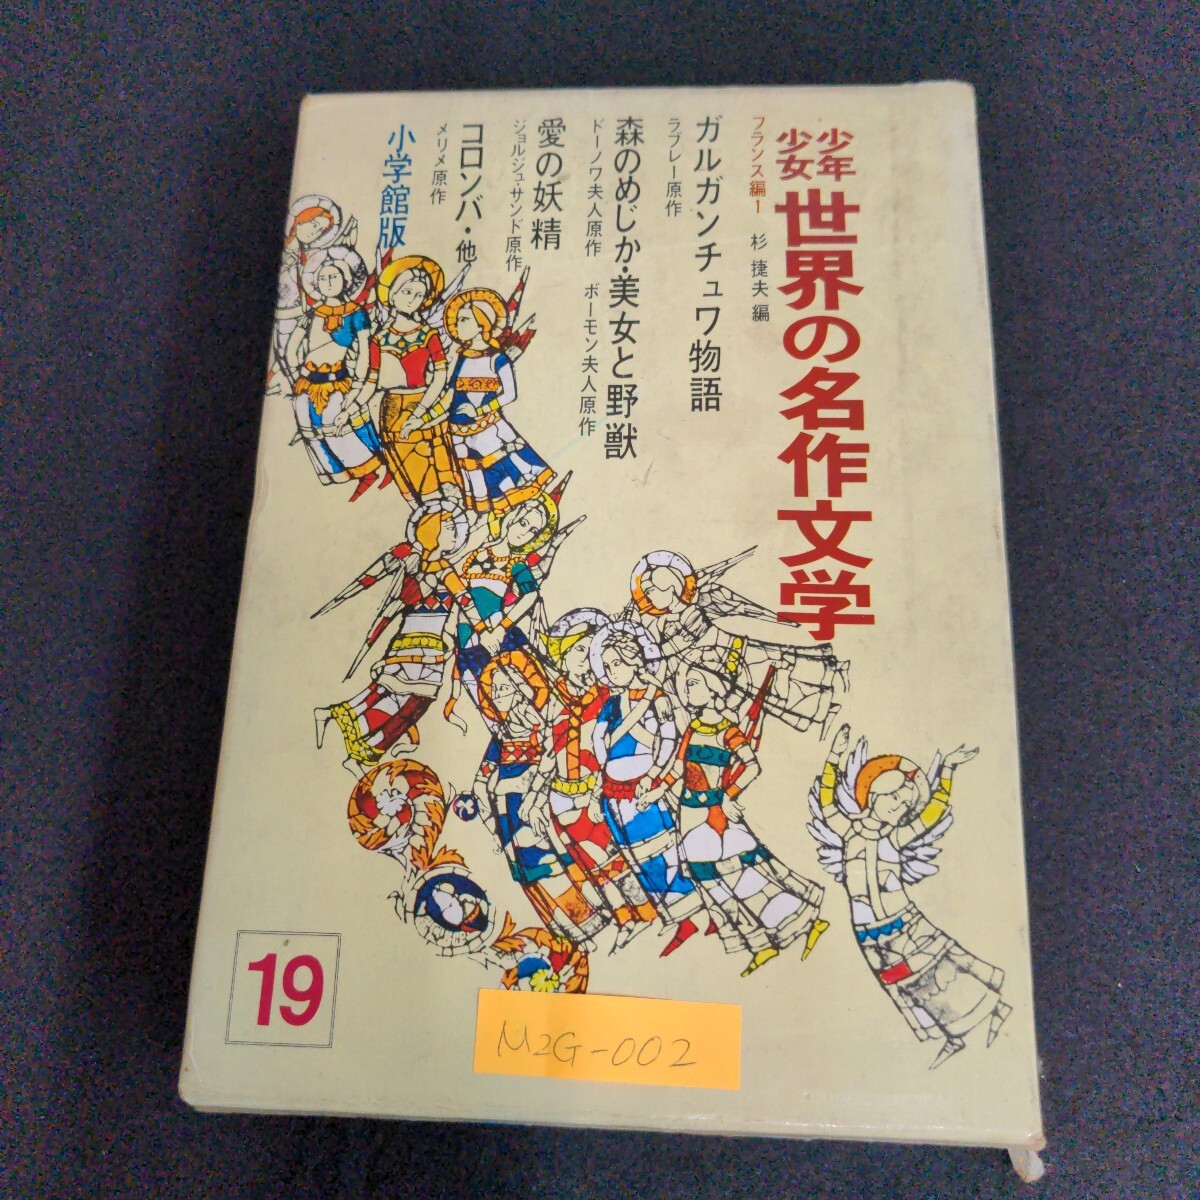 少年少女世界の名作文学
フランス編1 杉 捷夫 編
ガルガンチュワ物語
ラブレー原作
森のめじか・美女と野獣
ドーノワ夫人原作 ボーモン夫人原作
愛の妖精
ジョルジュ・サンド原作
コロンバ・他
メリメ原作
小学館版
19
M2G-002